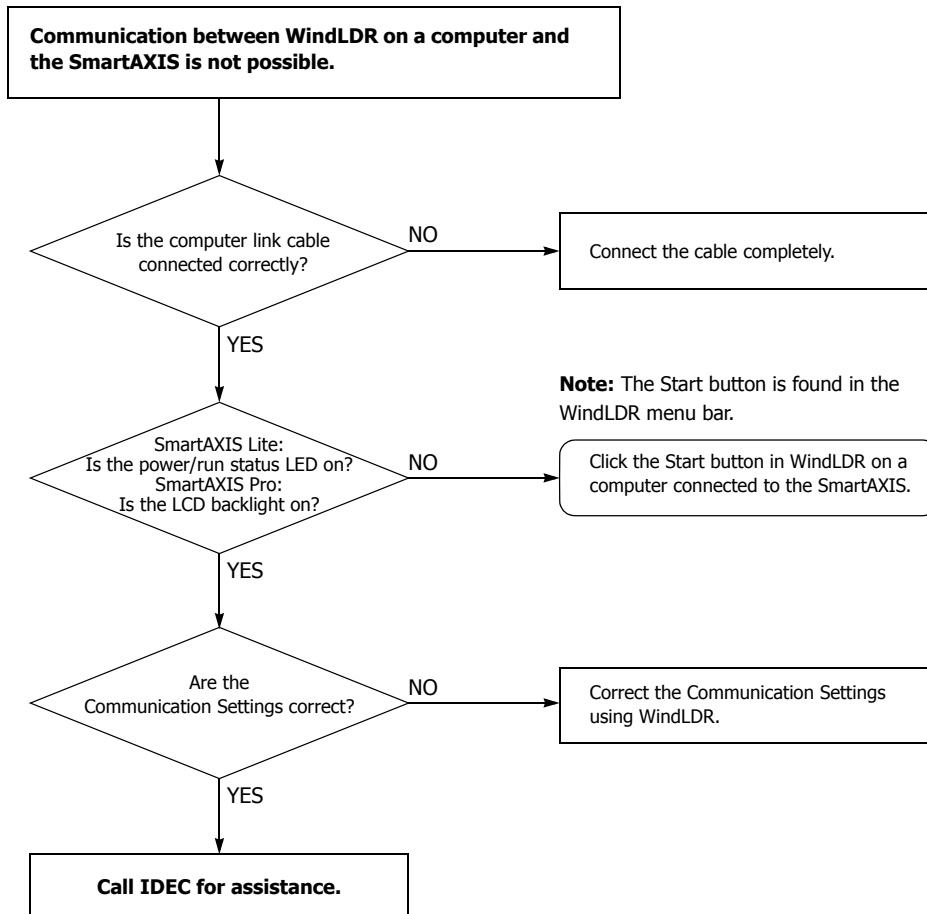 Communication between WindLDR on a computer and
the SmartAXIS is not possible.
Is the computer link cable
connected correctly?
NO
Connect the cable completely.
YES
Note: The Start button is found in the
WindLDR menu bar.
SmartAXIS Lite:
Is the power/run status LED on?
SmartAXIS Pro:
Is the LCD backlight on?
NO
Click the Start button in WindLDR on a
computer connected to the SmartAXIS.
YES
Are the
Communication Settings correct?
NO
Correct the Communication Settings
using WindLDR.
YES
Call IDEC for assistance.